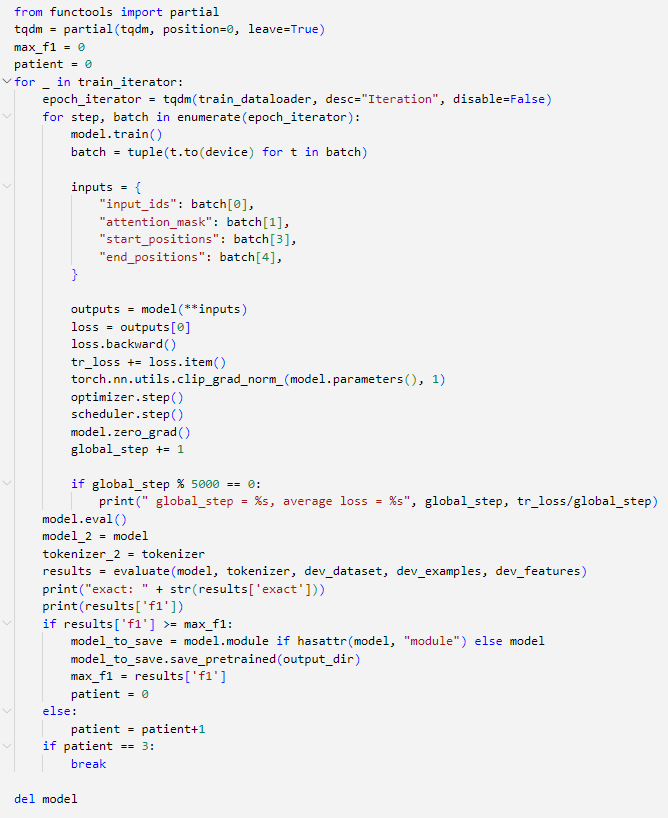 from functools import partial
tqdm = partial(tqdm, position=0, leave=True)
max_f1 = 0
patient = 0
for _ in train_iterator:
    epoch_iterator = tqdm(train_dataloader, desc="Iteration", disable=False)
    for step, batch in enumerate(epoch_iterator):
        model.train()
        batch = tuple(t.to(device) for t in batch)

        inputs = {
            "input_ids": batch[0],
            "attention_mask": batch[1],
            "start_positions": batch[3],
            "end_positions": batch[4],
        }

        outputs = model(**inputs)
        loss = outputs[0]
        loss.backward()
        tr_loss += loss.item()
        torch.nn.utils.clip_grad_norm_(model.parameters(), 1)
        optimizer.step()
        scheduler.step()
        model.zero_grad()
        global_step += 1

        if global_step % 5000 == 0:
            print(" global_step = %s, average loss = %s", global_step, tr_loss/global_step)
    model.eval()
    model_2 = model
    tokenizer_2 = tokenizer
    results = evaluate(model, tokenizer, dev_dataset, dev_examples, dev_features)
    print("exact: " + str(results['exact']))
    print(results['f1'])
    if results['f1'] >= max_f1:
        model_to_save = model.module if hasattr(model, "module") else model
        model_to_save.save_pretrained(output_dir)
        max_f1 = results['f1']
        patient = 0
    else:
        patient = patient+1
    if patient == 3:
        break

del model